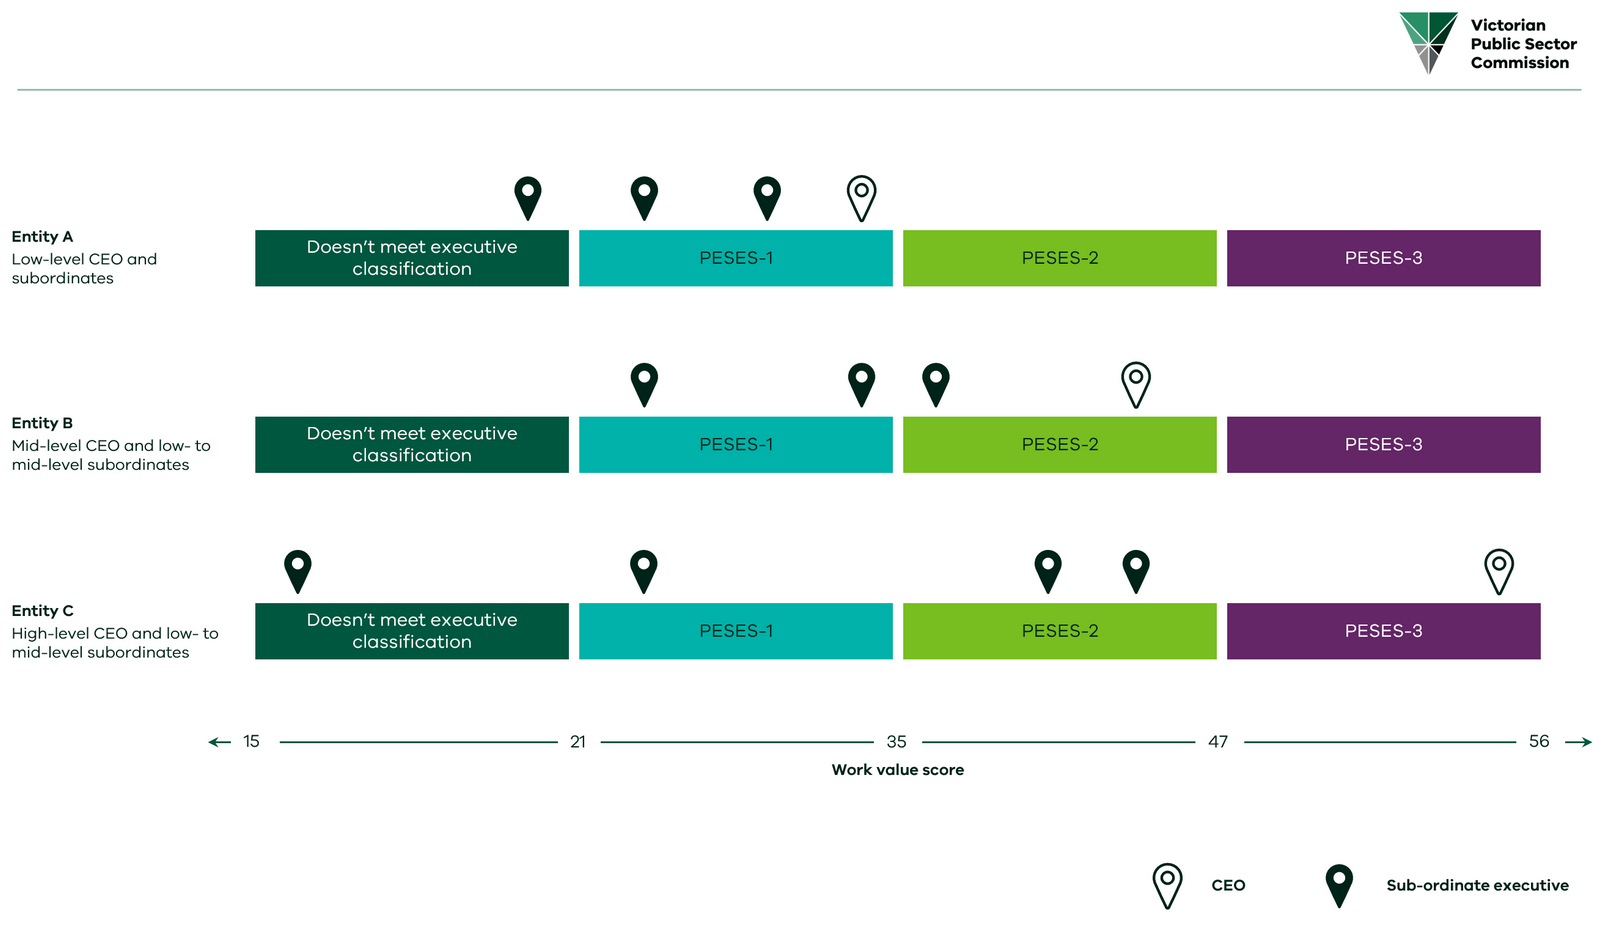 Victorian
Public Sector
Commission
Entity A
Low-level CEO and
subordinates
Doesn't meet executive
classification
PESES-1
PESES-2
PESES-3
Entity B
Mid-level CEO and low- to
mid-level subordinates
Doesn't meet executive
classification
PESES-1
PESES-2
PESES-3
Entity C
High-level CEO and low- to
mid-level subordinates
Doesn't meet executive
classification
PESES-1
PESES-2
PESES-3
15
21
35
47
56
Work value score
CEO
Sub-ordinate executive